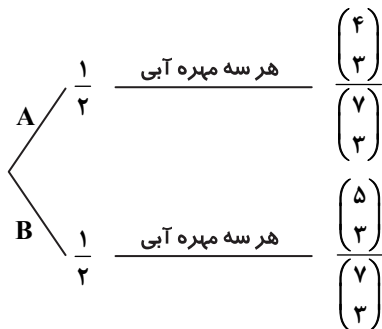 A ۱/۲ هر سه مهره آبی (۴ ۳)/(۷ ۳)
B ۱/۲ هر سه مهره آبی (۵ ۳)/(۷ ۳)